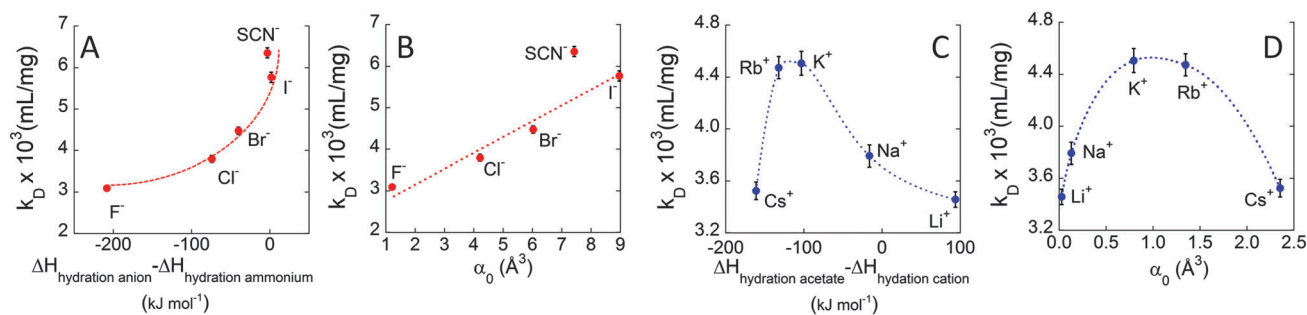 A
k_D x 10³(mL/mg)
7
6
5
4
3
2
SCN⁻
I⁻
Br⁻
Cl⁻
F⁻
-200
-100
0
ΔH_hydration anion-ΔH_hydration ammonium
(kJ mol⁻¹)
B
k_D x 10³(mL/mg)
7
6
5
4
3
2
SCN⁻
I⁻
Br⁻
Cl⁻
F⁻
1 2 3 4 5 6 7 8 9
α₀ (Å³)
C
k_D x 10³(mL/mg)
4.8
4.4
4.0
3.6
3.2
Rb⁺
K⁺
Na⁺
Cs⁺
Li⁺
-200
-100
0
100
ΔH_hydration acetate-ΔH_hydation cation
(kJ mol⁻¹)
D
k_D x 10³(mL/mg)
4.8
4.4
4.0
3.6
3.2
K⁺
Rb⁺
Na⁺
Li⁺
Cs⁺
0.0 0.5 1.0 1.5 2.0 2.5
α₀ (Å³)